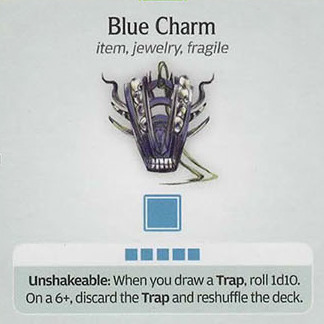 Blue Charm
item, jewelry, fragile
Unshakeable: When you draw a Trap, roll 1d10.
On a 6+, discard the Trap and reshuffle the deck.